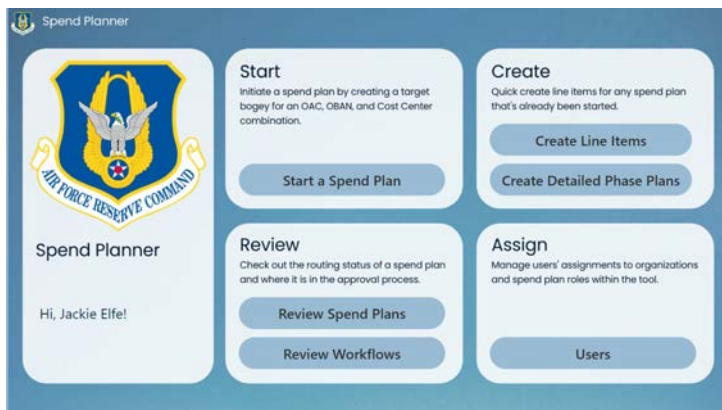 Spend Planner
AIR FORCE RESERVE COMMAND
Spend Planner
Hi, Jackie Elfe!
Start
Initiate a spend plan by creating a target
bogey for an OAC, OBAN, and Cost Center
combination.
Start a Spend Plan
Create
Quick create line items for any spend plan
that's already been started.
Create Line Items
Create Detailed Phase Plans
Review
Check out the routing status of a spend plan
and where it is in the approval process.
Review Spend Plans
Review Workflows
Assign
Manage users' assignments to organizations
and spend plan roles within the tool.
Users